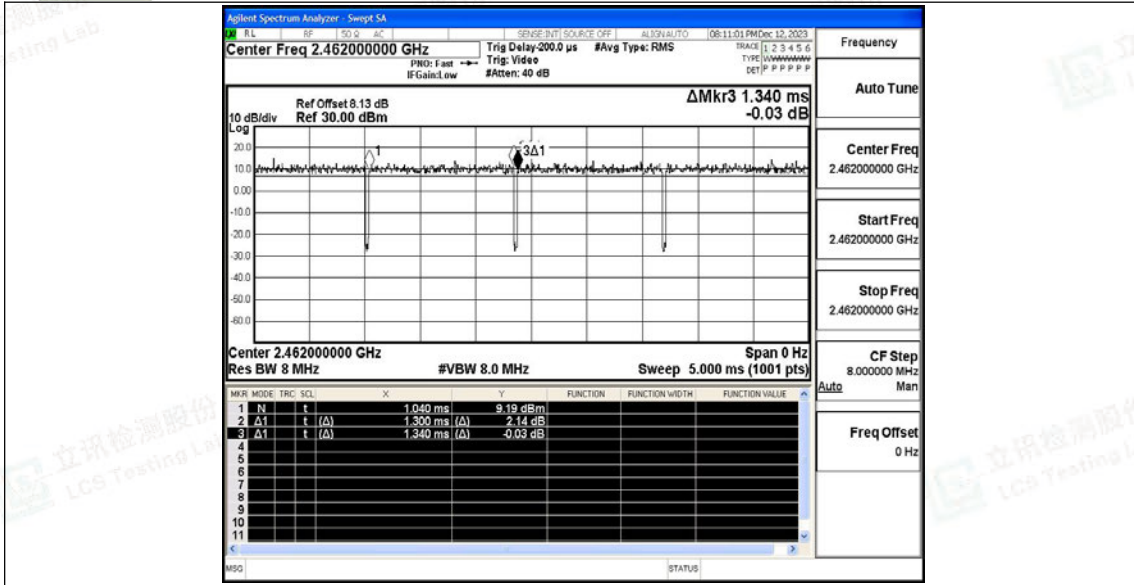 Agilent Spectrum Analyzer - Swept SA
RL RF 50 Ω AC SENSE:INT SOURCE OFF ALIGN AUTO 08:11:01 PM Dec 12, 2023
Center Freq 2.462000000 GHz
PNO: Fast
IFGain:Low
Trig Delay-200.0 µs #Avg Type: RMS
Trig: Video
#Atten: 40 dB
TRACE 1 2 3 4 5 6
TYPE WWWWWW
DET P P P P P P
Frequency
Auto Tune
Center Freq
2.462000000 GHz
Start Freq
2.462000000 GHz
Stop Freq
2.462000000 GHz
CF Step
8.000000 MHz
Auto Man
Freq Offset
0 Hz
ΔMkr3 1.340 ms
-0.03 dB
Ref Offset 8.13 dB
10 dB/div Ref 30.00 dBm
Log
20.0
10.0
0.00
-10.0
-20.0
-30.0
-40.0
-50.0
-60.0
1
3Δ1
Center 2.462000000 GHz Span 0 Hz
Res BW 8 MHz #VBW 8.0 MHz Sweep 5.000 ms (1001 pts)
MKR MODE TRC SCL X Y FUNCTION FUNCTION WIDTH FUNCTION VALUE
1 N t 1.040 ms 9.19 dBm
2 Δ1 t (Δ) 1.300 ms (Δ) 2.14 dB
3 Δ1 t (Δ) 1.340 ms (Δ) -0.03 dB
4
5
6
7
8
9
10
11
MSG STATUS
立讯检测股份
LCS Testing Lab
立讯检测股份
LCS Testing L